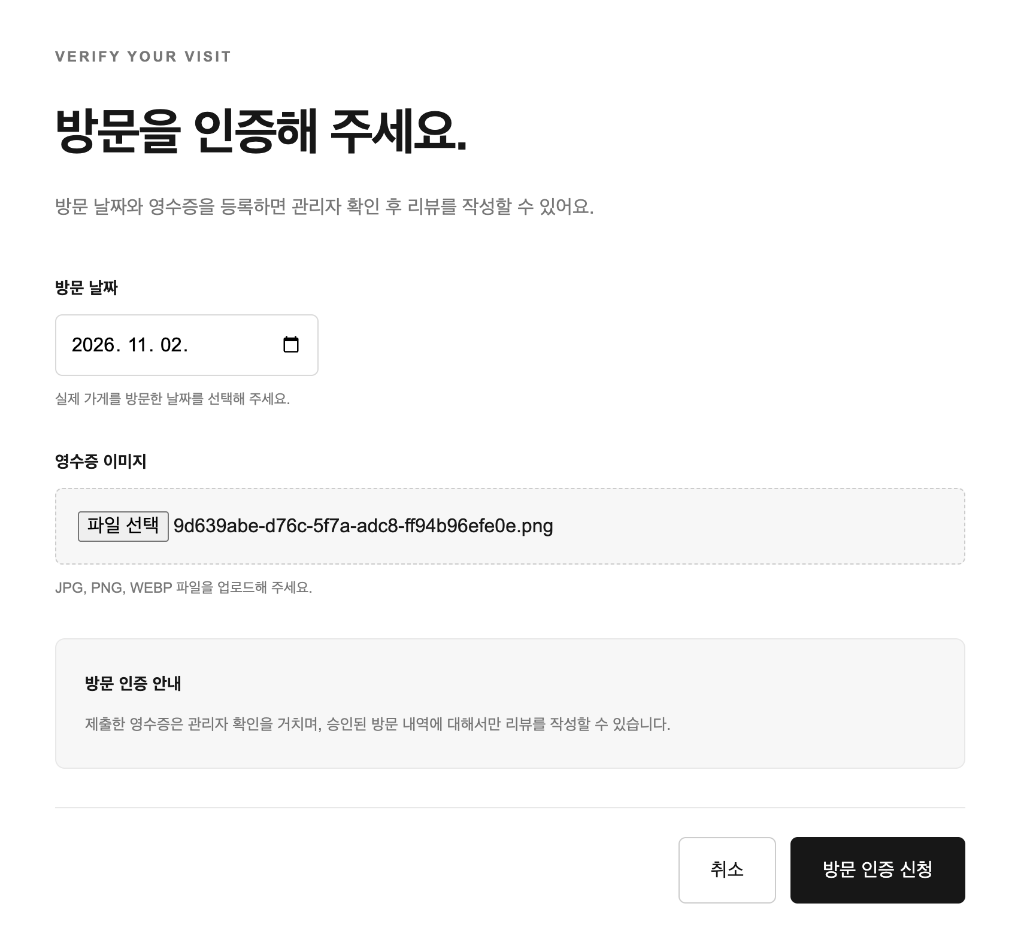 VERIFY YOUR VISIT
방문을 인증해 주세요.
방문 날짜와 영수증을 등록하면 관리자 확인 후 리뷰를 작성할 수 있어요.
방문 날짜
2026. 11. 02.
실제 가게를 방문한 날짜를 선택해 주세요.
영수증 이미지
파일 선택 9d639abe-d76c-5f7a-adc8-ff94b96efe0e.png
JPG, PNG, WEBP 파일을 업로드해 주세요.
방문 인증 안내
제출한 영수증은 관리자 확인을 거치며, 승인된 방문 내역에 대해서만 리뷰를 작성할 수 있습니다.
취소
방문 인증 신청